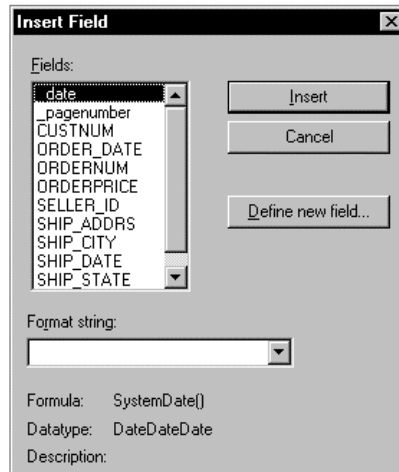 Insert Field
Fields:
_date
_pagenumber
CUSTNUM
ORDER_DATE
ORDERNUM
ORDERPRICE
SELLER_ID
SHIP_ADDRS
SHIP_CITY
SHIP_DATE
SHIP_STATE
Insert
Cancel
Define new field...
Format string:
Formula: SystemDate()
Datatype: DateDateDate
Description: